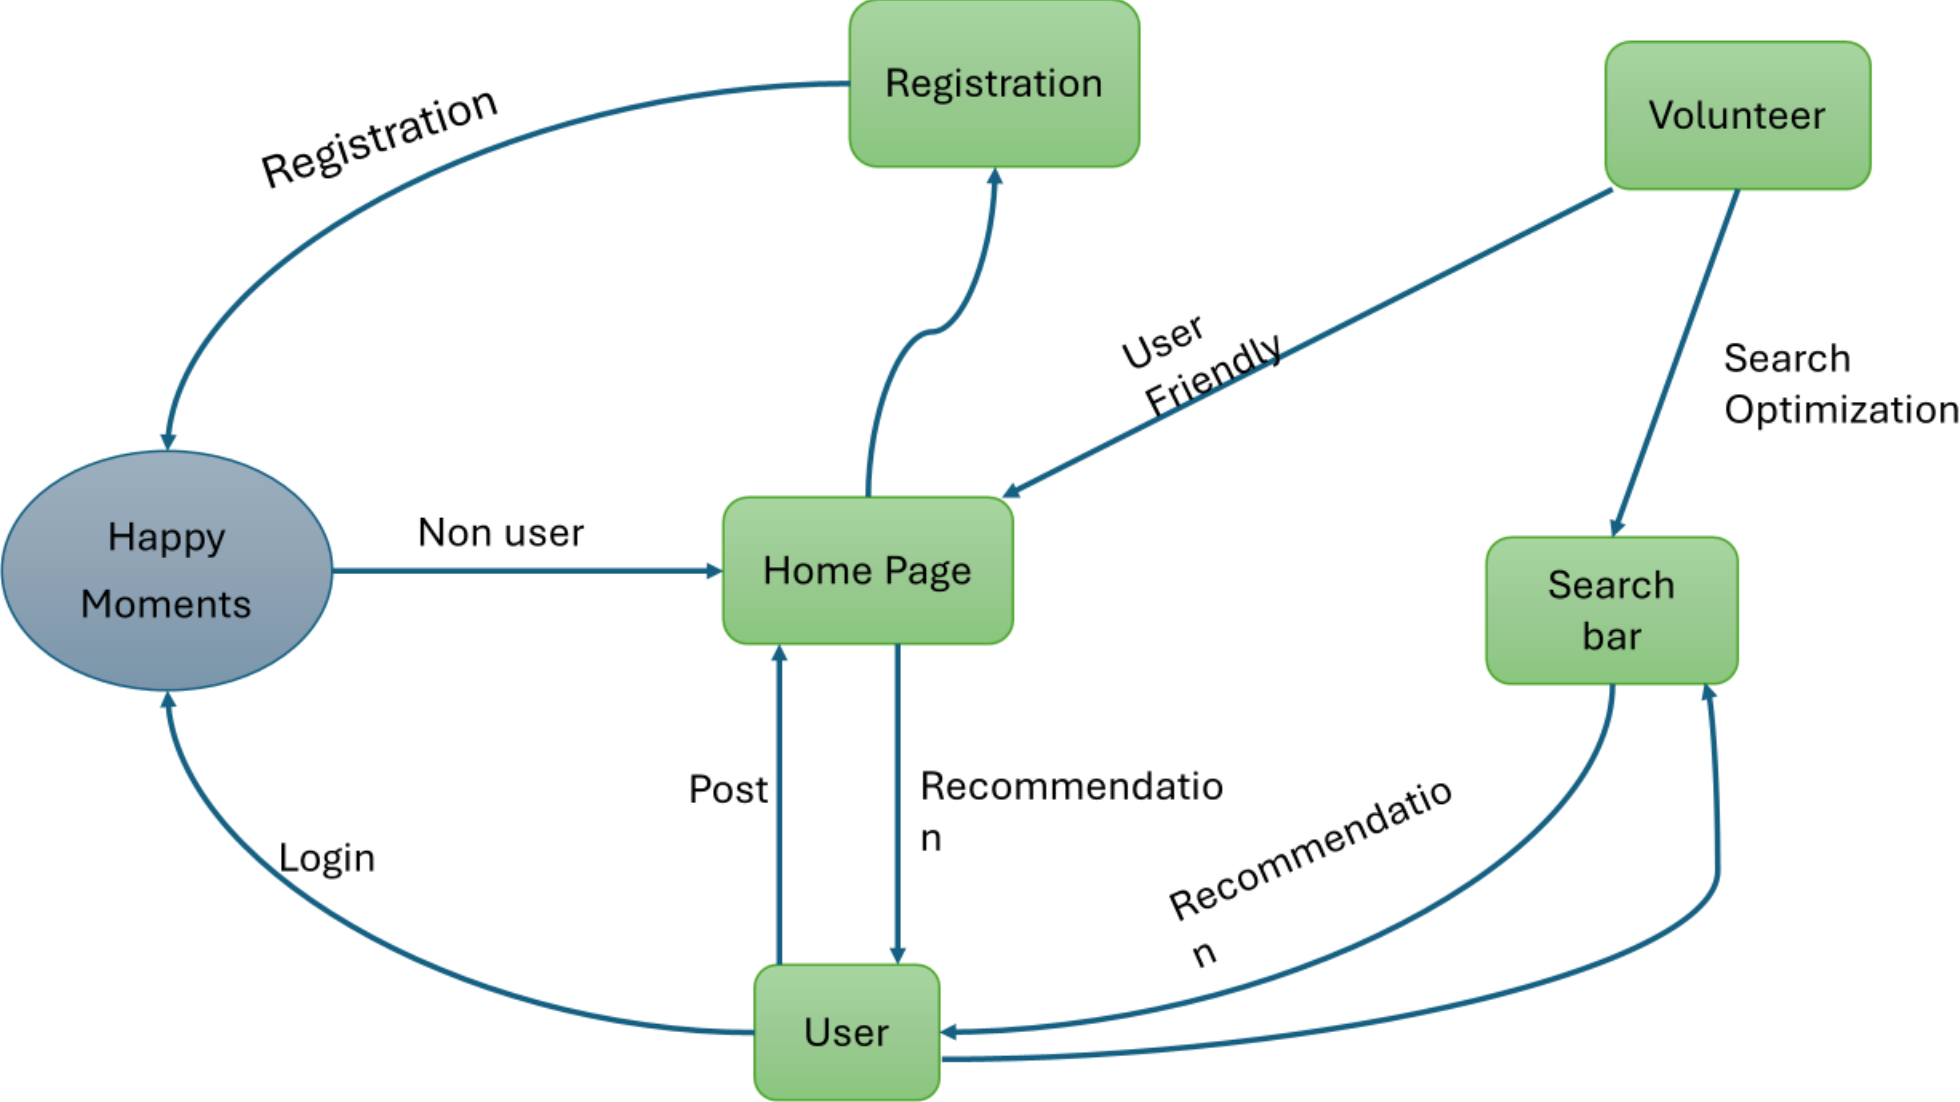 Registration
Volunteer
Registration
User
Friendly
Search
Optimization
Happy
Moments
Non user
Home Page
Search
bar
Post
Recommendatio
n
Recommendatio
n
Login
User